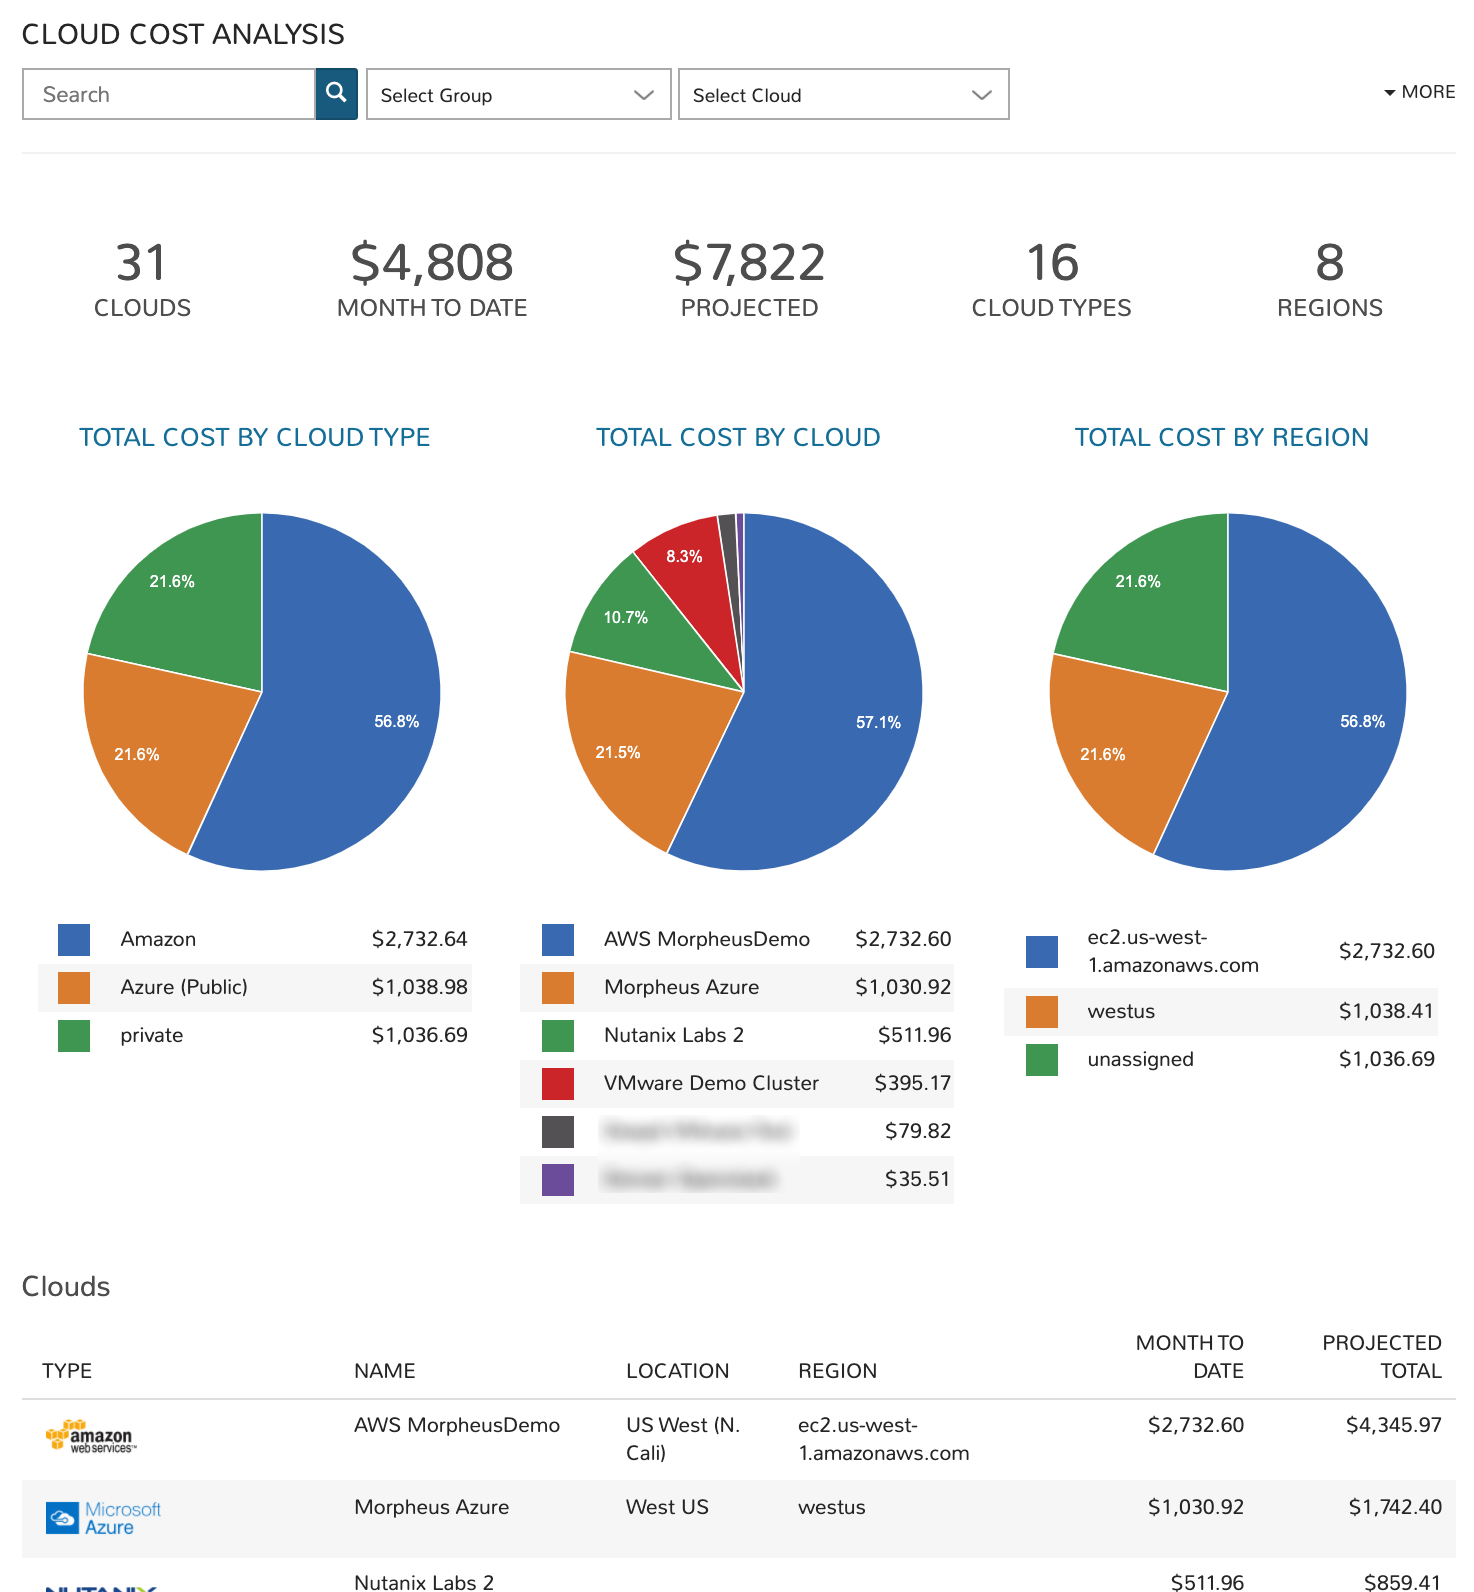 CLOUD COST ANALYSIS
Search
Select Group
Select Cloud
MORE
31
CLOUDS
$4,808
MONTH TO DATE
$7,822
PROJECTED
16
CLOUD TYPES
8
REGIONS
TOTAL COST BY CLOUD TYPE
21.6%
56.8%
21.6%
Amazon $2,732.64
Azure (Public) $1,038.98
private $1,036.69
TOTAL COST BY CLOUD
8.3%
10.7%
57.1%
21.5%
AWS MorpheusDemo $2,732.60
Morpheus Azure $1,030.92
Nutanix Labs 2 $511.96
VMware Demo Cluster $395.17
$79.82
$35.51
TOTAL COST BY REGION
21.6%
56.8%
21.6%
ec2.us-west-
1.amazonaws.com $2,732.60
westus $1,038.41
unassigned $1,036.69
Clouds
TYPE NAME LOCATION REGION MONTH TO DATE PROJECTED TOTAL
amazon
web services™
AWS MorpheusDemo
US West (N.
Cali)
ec2.us-west-
1.amazonaws.com
$2,732.60
$4,345.97
Microsoft
Azure
Morpheus Azure
West US
westus
$1,030.92
$1,742.40
NUTANIX
Nutanix Labs 2
$511.96
$859.41